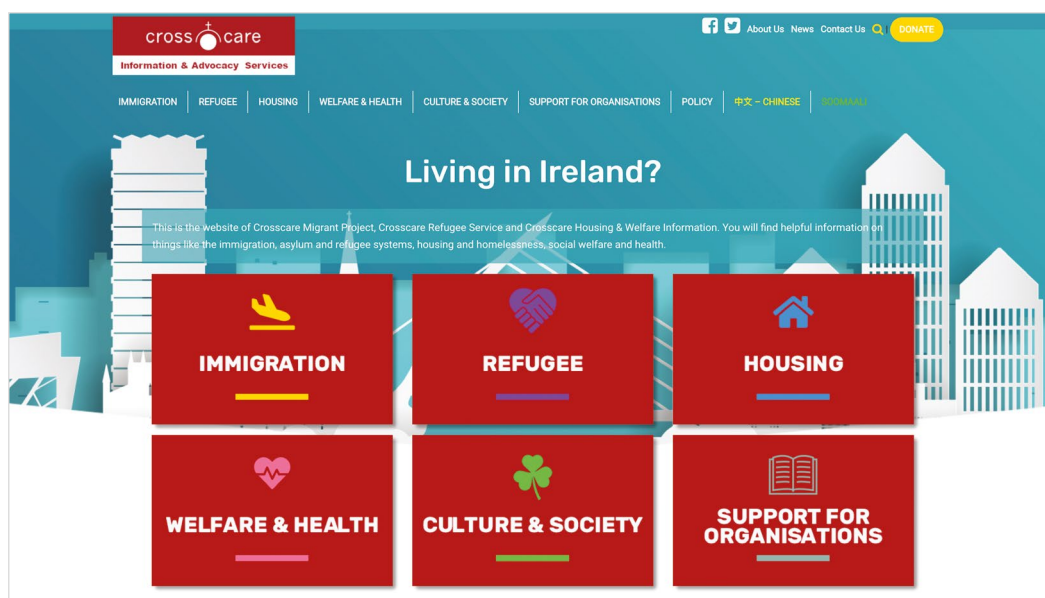 cross care
Information & Advocacy Services
About Us News Contact Us | DONATE
IMMIGRATION REFUGEE HOUSING WELFARE & HEALTH CULTURE & SOCIETY SUPPORT FOR ORGANISATIONS POLICY 中文 – CHINESE SOOMAALI
Living in Ireland?
This is the website of Crosscare Migrant Project, Crosscare Refugee Service and Crosscare Housing & Welfare Information. You will find helpful information on
things like the immigration, asylum and refugee systems, housing and homelessness, social welfare and health.
IMMIGRATION
REFUGEE
HOUSING
WELFARE & HEALTH
CULTURE & SOCIETY
SUPPORT FOR
ORGANISATIONS